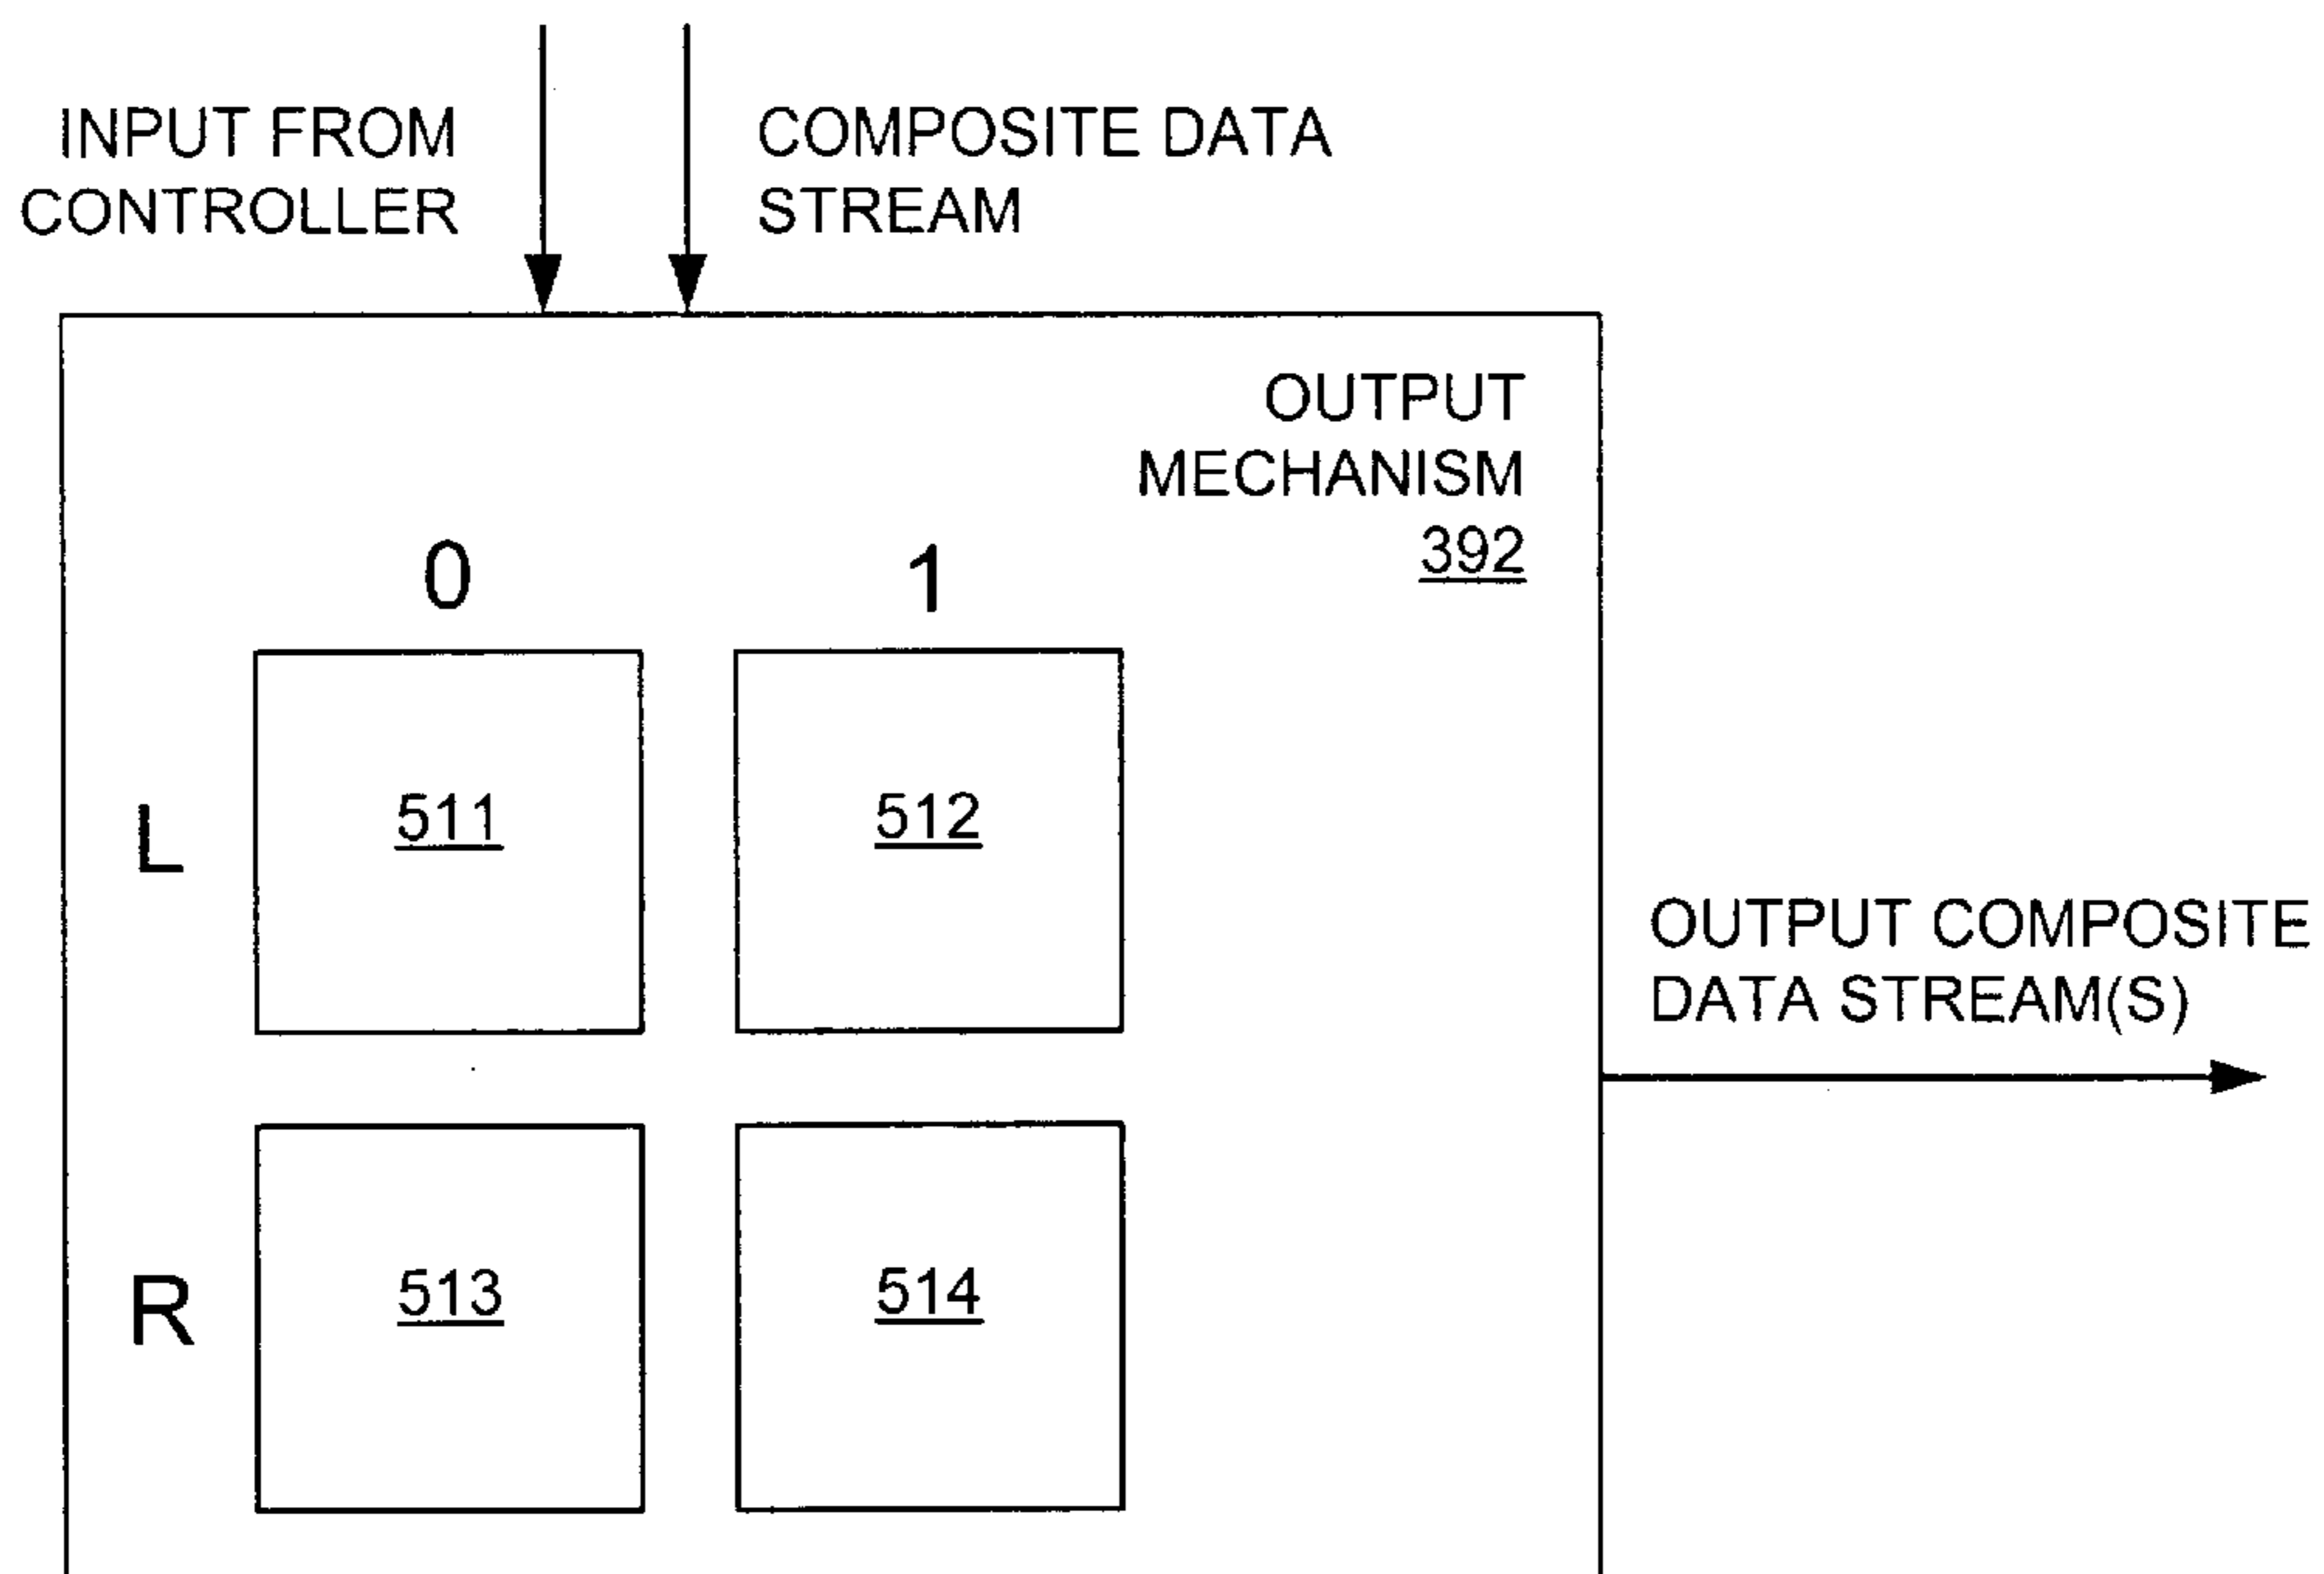 INPUT FROM
CONTROLLER
COMPOSITE DATA
STREAM
OUTPUT
MECHANISM
392
0 1
L 511 512
OUTPUT COMPOSITE
DATA STREAM(S)
R 513 514